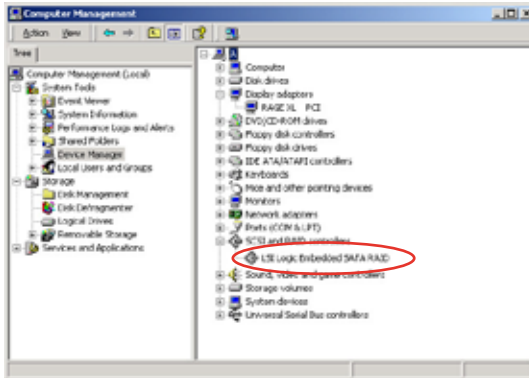 Computer Management
Action View
Tree
Computer Management (Local)
System Tools
Event Viewer
System Information
Performance Logs and Alerts
Shared Folders
Device Manager
Local Users and Groups
Storage
Disk Management
Disk Defragmenter
Logical Drives
Removable Storage
Services and Applications
A
Computer
Disk drives
Display adapters
RAGE XL PCI
DVD/CD-ROM drives
Floppy disk controllers
Floppy disk drives
IDE ATA/ATAPI controllers
Keyboards
Mice and other pointing devices
Monitors
Network adapters
Ports (COM & LPT)
SCSI and RAID controllers
LSI Logic Embedded SATA RAID
Sound, video and game controllers
Storage volumes
System devices
Universal Serial Bus controllers